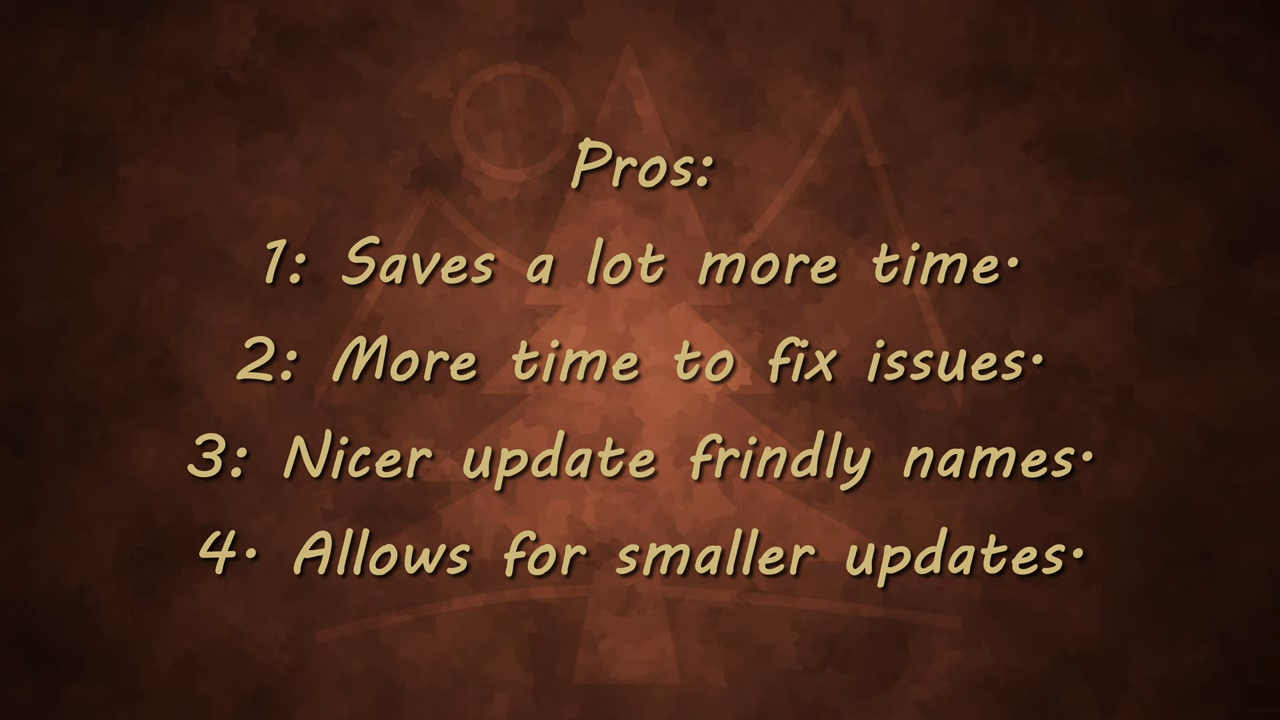 Pros:
1: Saves a lot more time.
2: More time to fix issues.
3: Nicer update frindly names.
4. Allows for smaller updates.